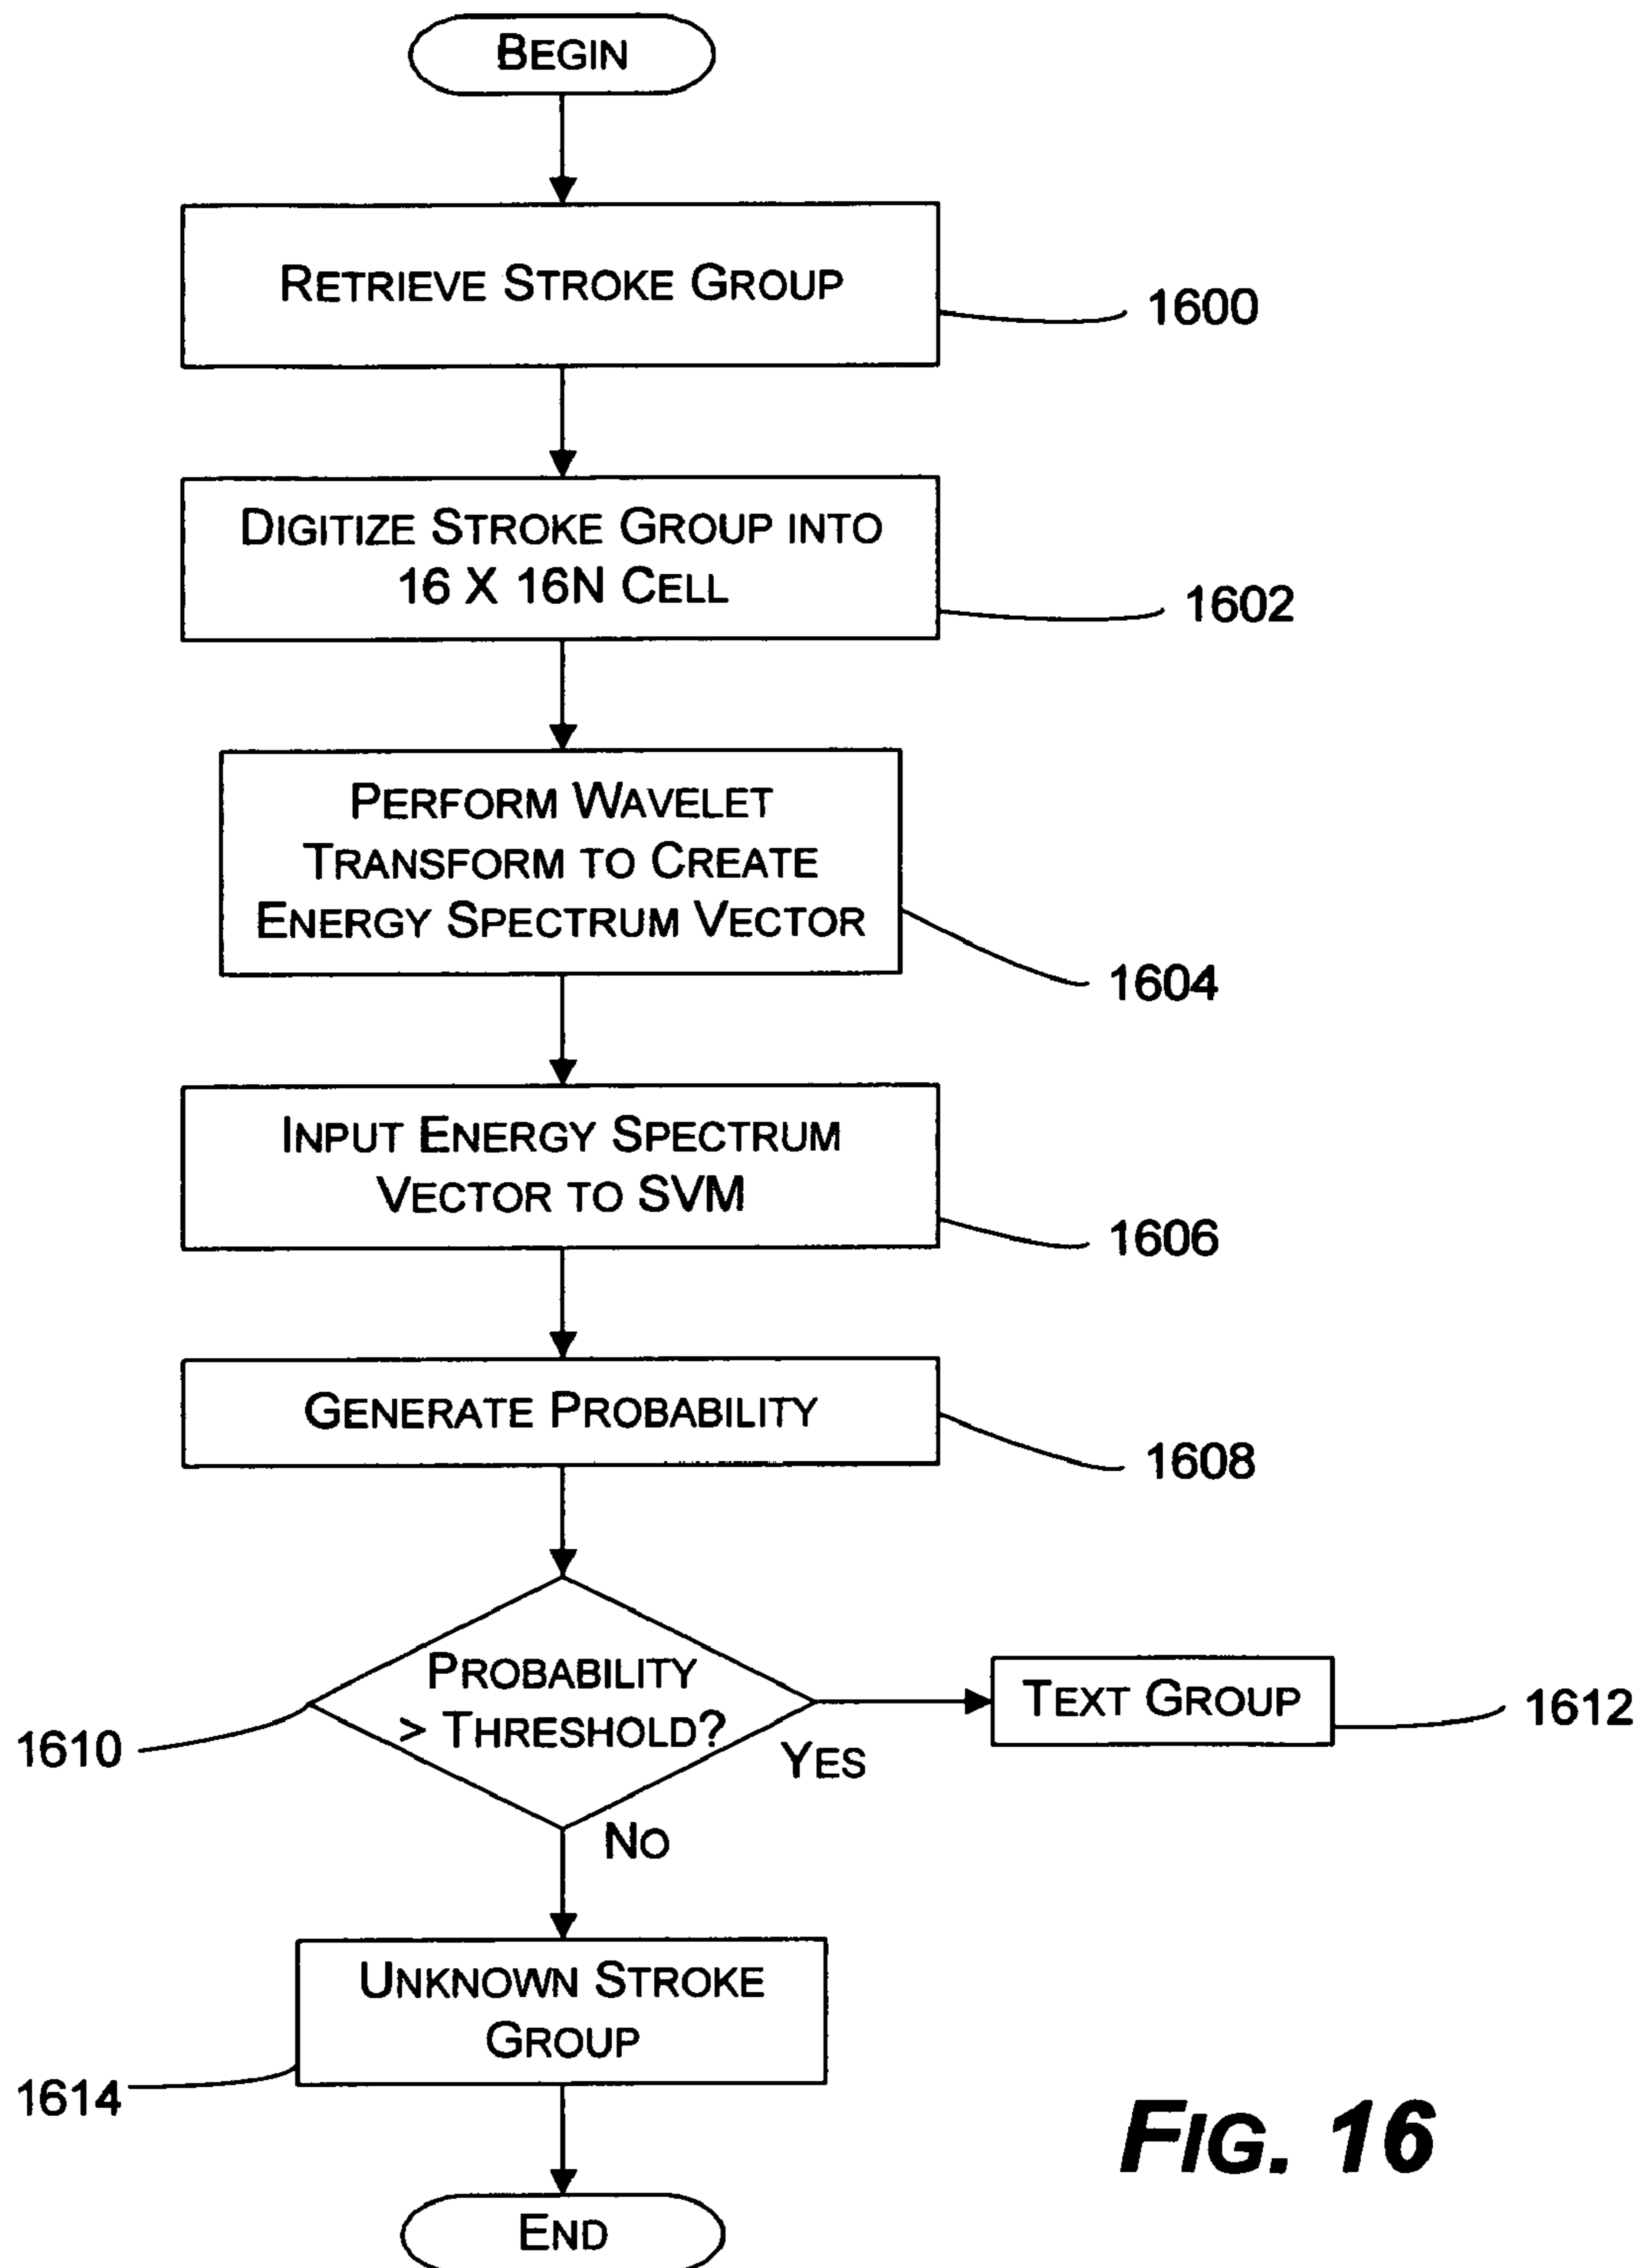 BEGIN
RETRIEVE STROKE GROUP
1600
DIGITIZE STROKE GROUP INTO
16 X 16N CELL
1602
PERFORM WAVELET
TRANSFORM TO CREATE
ENERGY SPECTRUM VECTOR
1604
INPUT ENERGY SPECTRUM
VECTOR TO SVM
1606
GENERATE PROBABILITY
1608
PROBABILITY
> THRESHOLD?
1610
YES
TEXT GROUP
1612
NO
UNKNOWN STROKE
GROUP
1614
END
FIG. 16